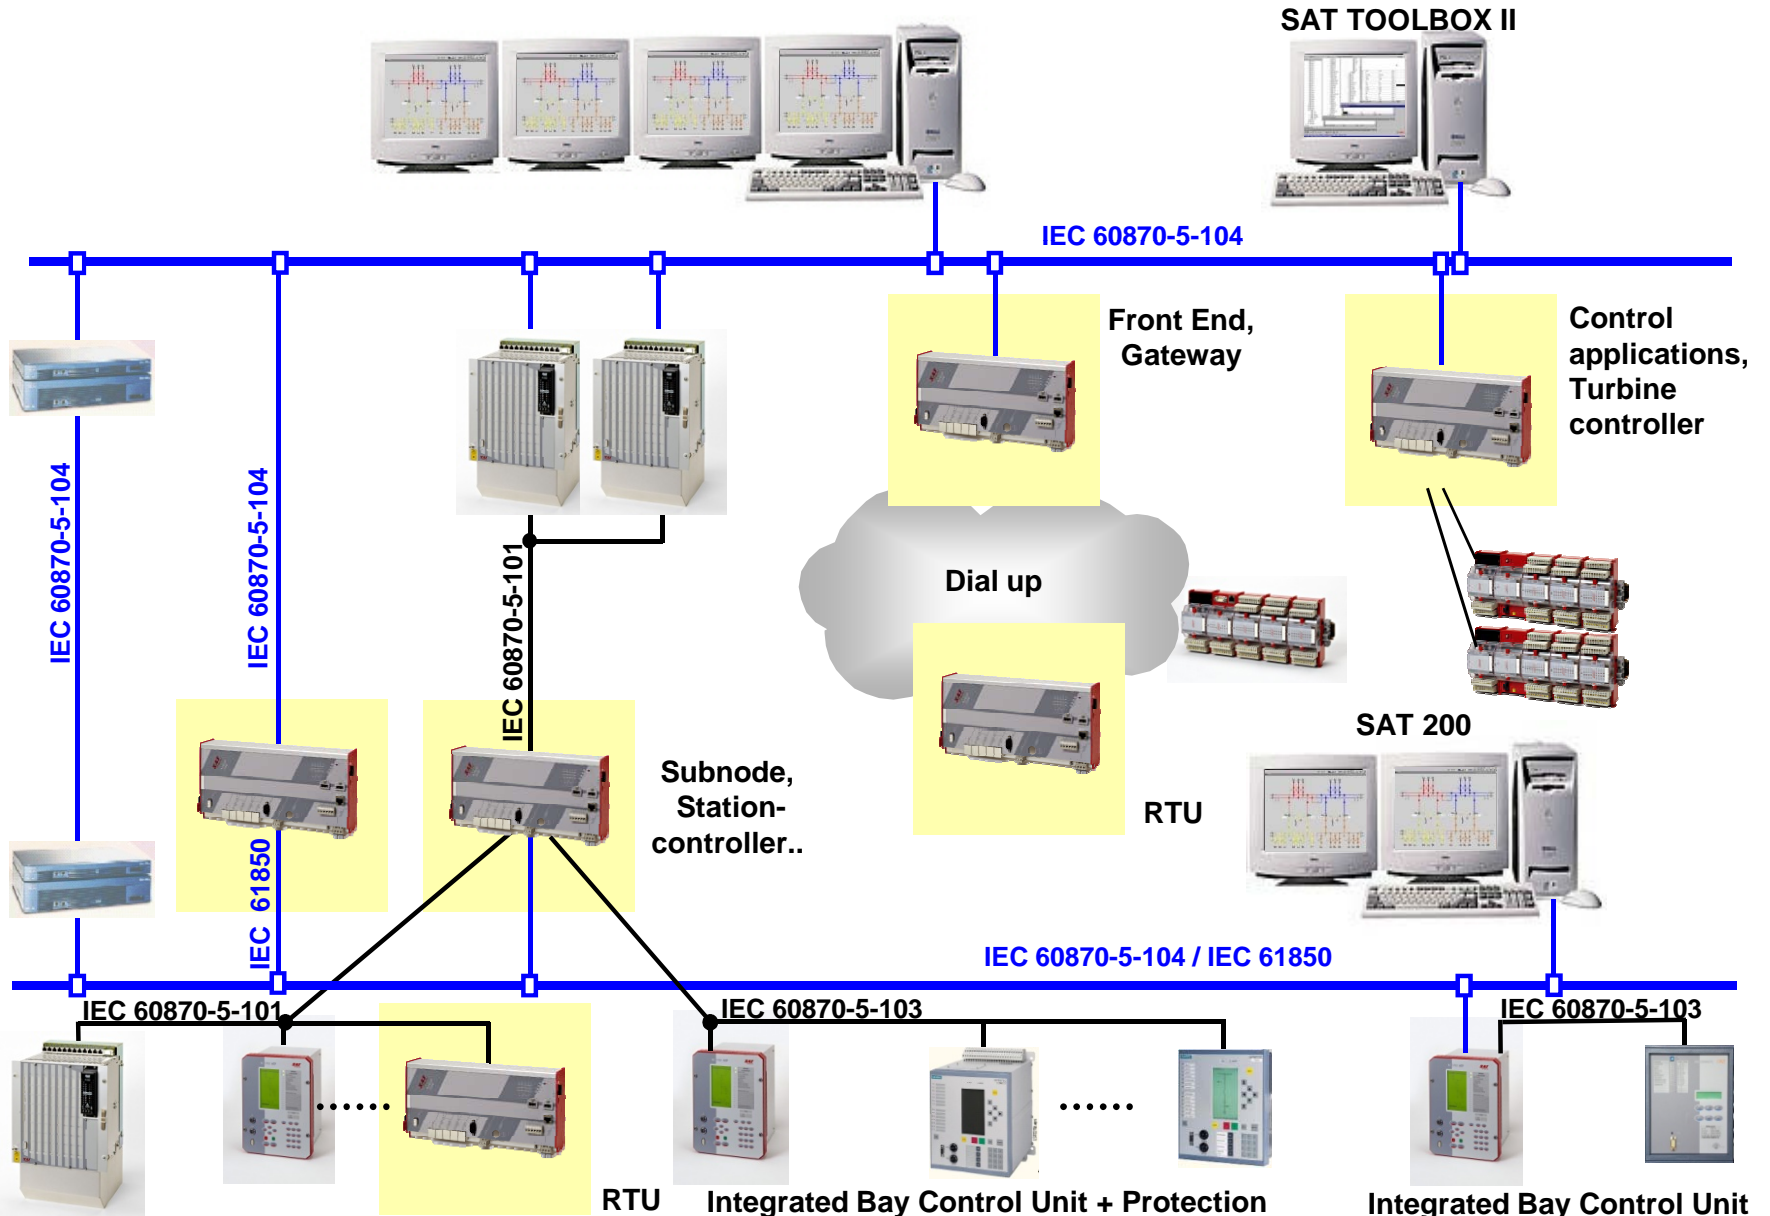 SAT TOOLBOX II
IEC 60870-5-104
Front End,
Gateway
Control
applications,
Turbine
controller
IEC 60870-5-104
IEC 60870-5-104
IEC 60870-5-101
Dial up
SAT 200
Subnode,
Station-
controller..
RTU
IEC 61850
IEC 60870-5-104 / IEC 61850
IEC 60870-5-101
IEC 60870-5-103
IEC 60870-5-103
RTU
Integrated Bay Control Unit + Protection
Integrated Bay Control Unit